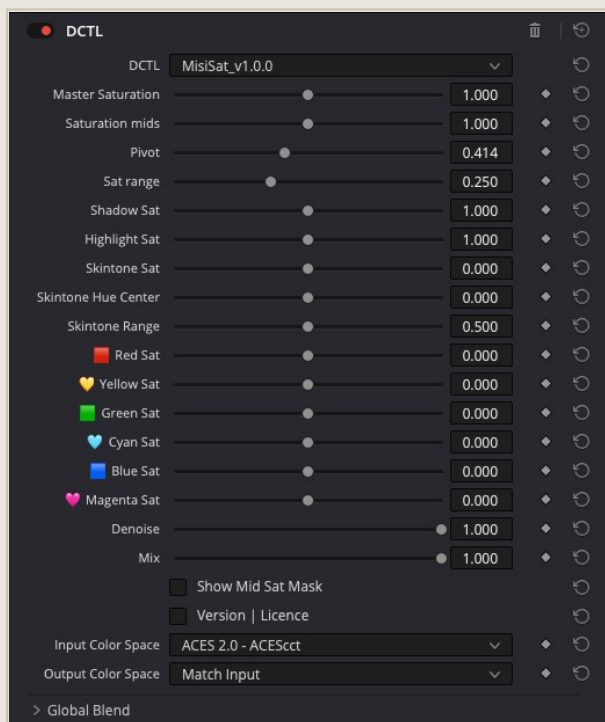 DCTL
DCTL MisiSat_v1.0.0
Master Saturation 1.000
Saturation mids 1.000
Pivot 0.414
Sat range 0.250
Shadow Sat 1.000
Highlight Sat 1.000
Skintone Sat 0.000
Skintone Hue Center 0.000
Skintone Range 0.500
Red Sat 0.000
Yellow Sat 0.000
Green Sat 0.000
Cyan Sat 0.000
Blue Sat 0.000
Magenta Sat 0.000
Denoise 1.000
Mix 1.000
Show Mid Sat Mask
Version | Licence
Input Color Space ACES 2.0 - ACEScct
Output Color Space Match Input
> Global Blend